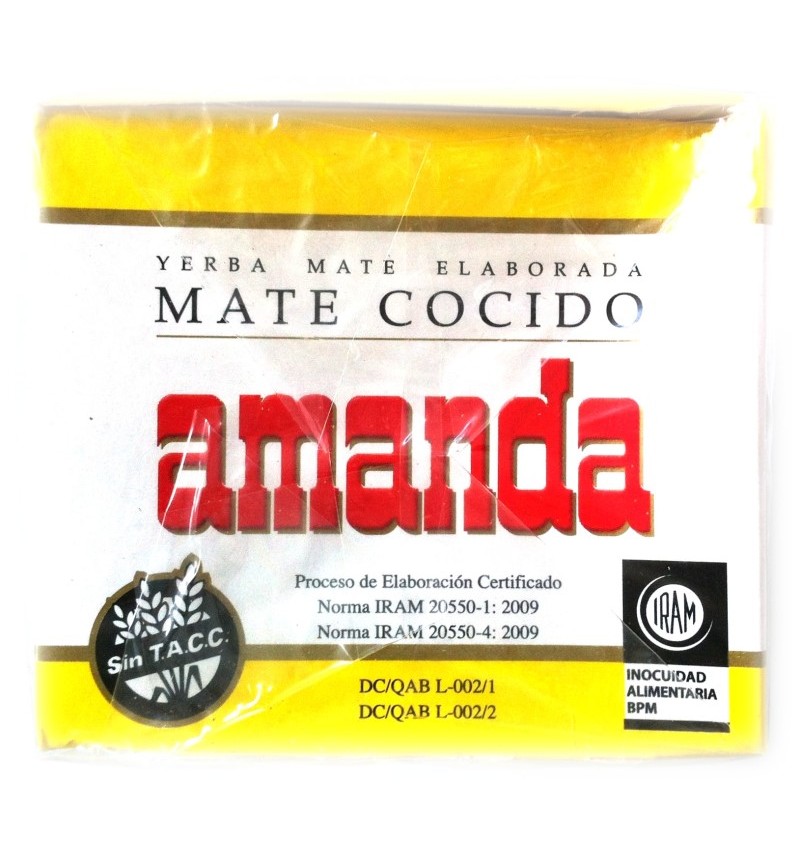 YERBA MATE ELABORADA
MATE COCIDO
amanda
Proceso de Elaboración Certificado
Norma IRAM 20550-1: 2009
Norma IRAM 20550-4: 2009
Sin T.A.C.C.
DC/QAB L-002/1
DC/QAB L-002/2
IRAM
INOCUIDAD
ALIMENTARIA
BPM